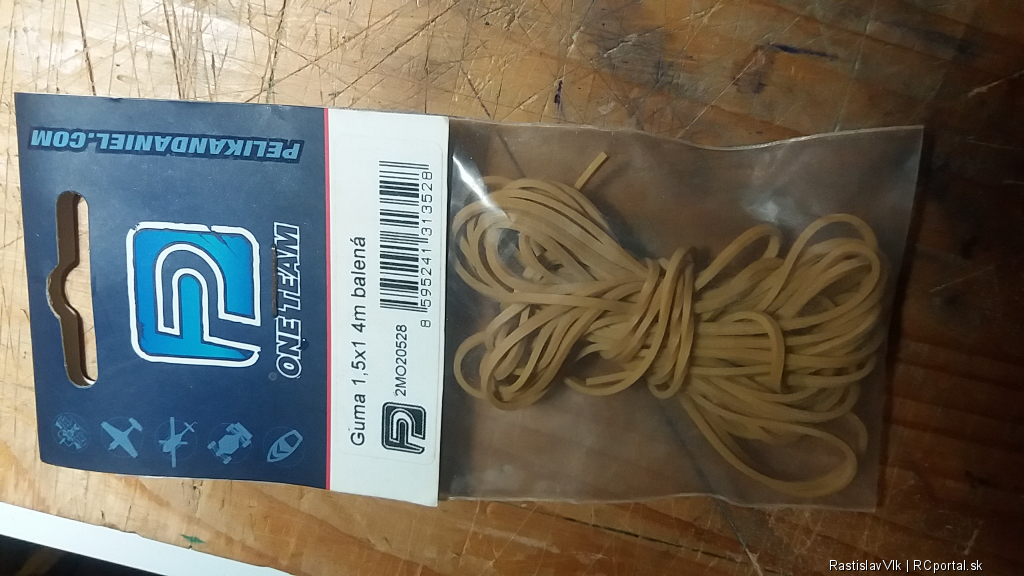 PELIKANDANIEL.COM
ONE TEAM
Guma 1,5x1 4m balená
2MO20528
8 595241 313528
RastislavVlk | RCportal.sk